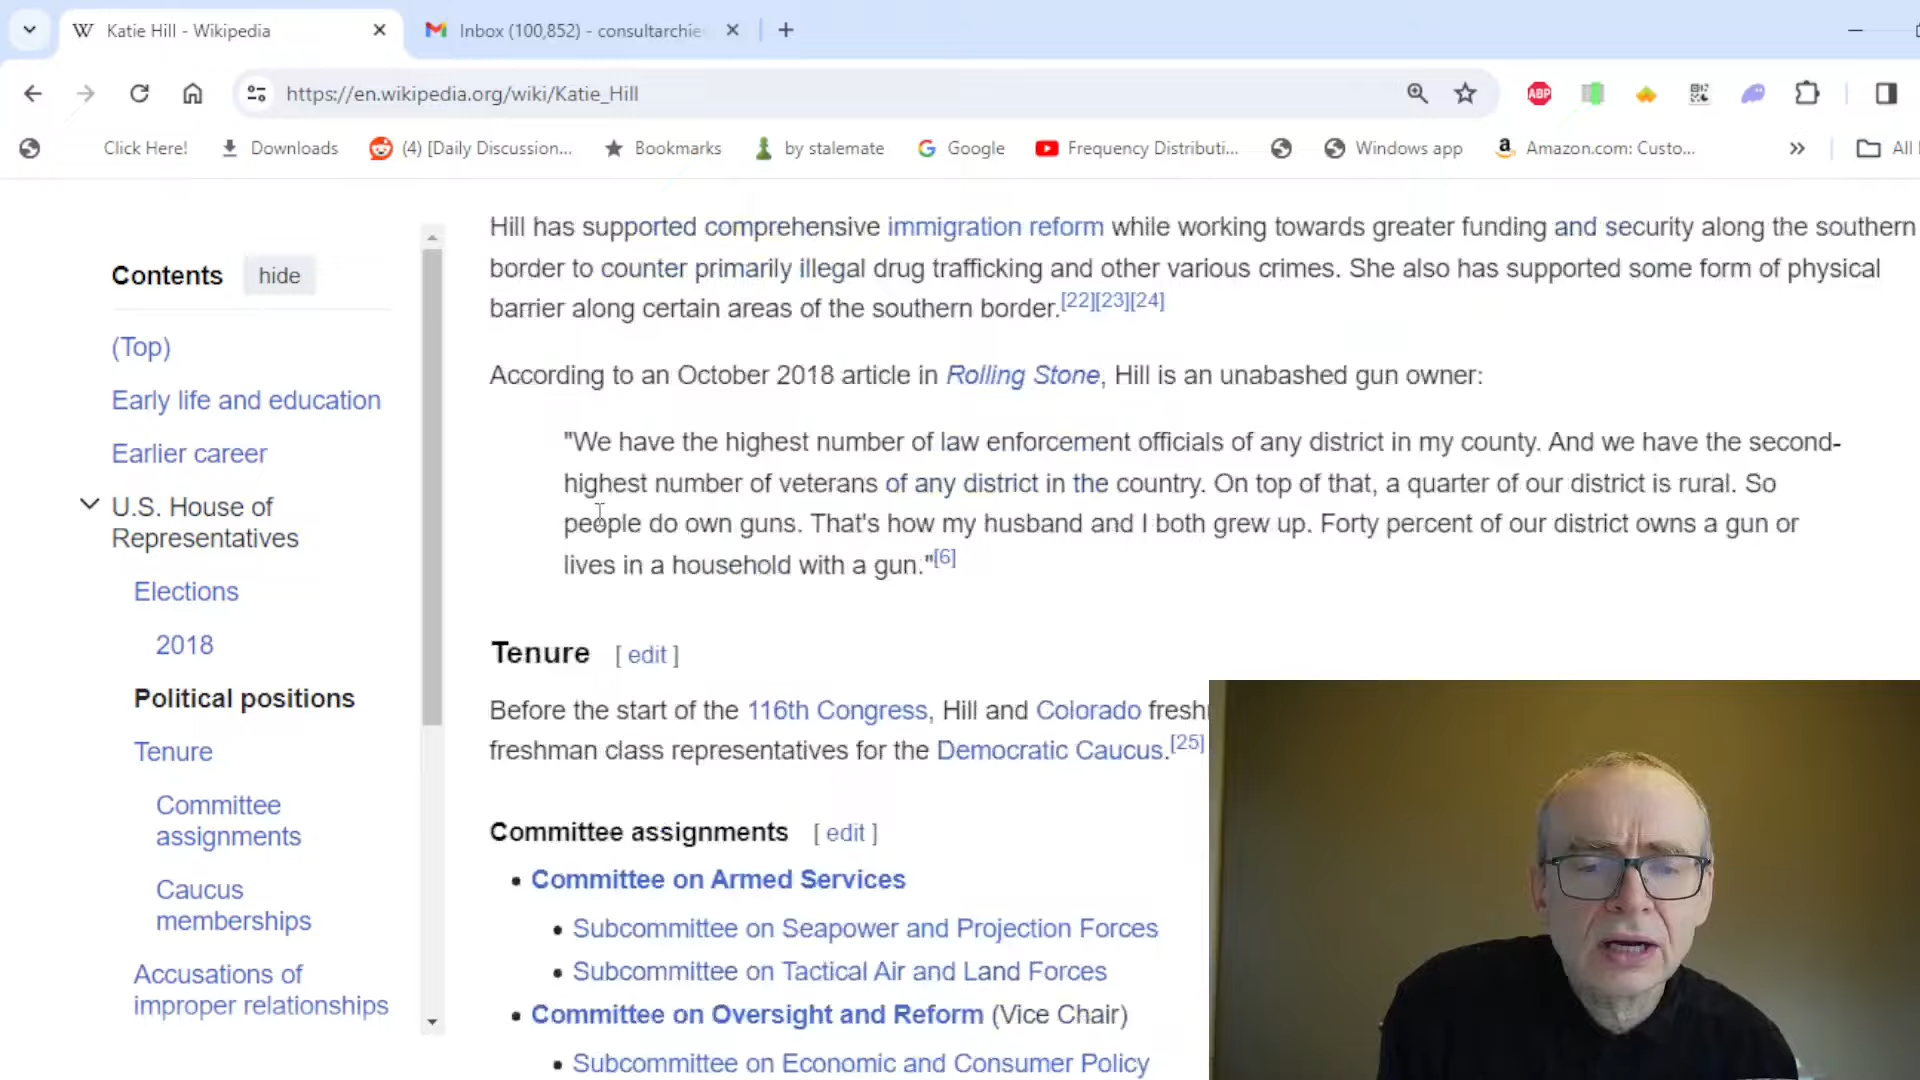 Katie Hill - Wikipedia
Inbox (100,852) - consultarchie
https://en.wikipedia.org/wiki/Katie_Hill
ABP
Click Here!
Downloads
(4) [Daily Discussion...
Bookmarks
by stalemate
Google
Frequency Distributi...
Windows app
Amazon.com: Custo...
All
Contents
hide
(Top)
Early life and education
Earlier career
U.S. House of
Representatives
Elections
2018
Political positions
Tenure
Committee
assignments
Caucus
memberships
Accusations of
improper relationships
Hill has supported comprehensive immigration reform while working towards greater funding and security along the southern
border to counter primarily illegal drug trafficking and other various crimes. She also has supported some form of physical
barrier along certain areas of the southern border.[22][23][24]
According to an October 2018 article in Rolling Stone, Hill is an unabashed gun owner:
"We have the highest number of law enforcement officials of any district in my county. And we have the second-
highest number of veterans of any district in the country. On top of that, a quarter of our district is rural. So
people do own guns. That's how my husband and I both grew up. Forty percent of our district owns a gun or
lives in a household with a gun."[6]
Tenure [ edit ]
Before the start of the 116th Congress, Hill and Colorado fresh
freshman class representatives for the Democratic Caucus.[25]
Committee assignments [ edit ]
• Committee on Armed Services
• Subcommittee on Seapower and Projection Forces
• Subcommittee on Tactical Air and Land Forces
• Committee on Oversight and Reform (Vice Chair)
• Subcommittee on Economic and Consumer Policy